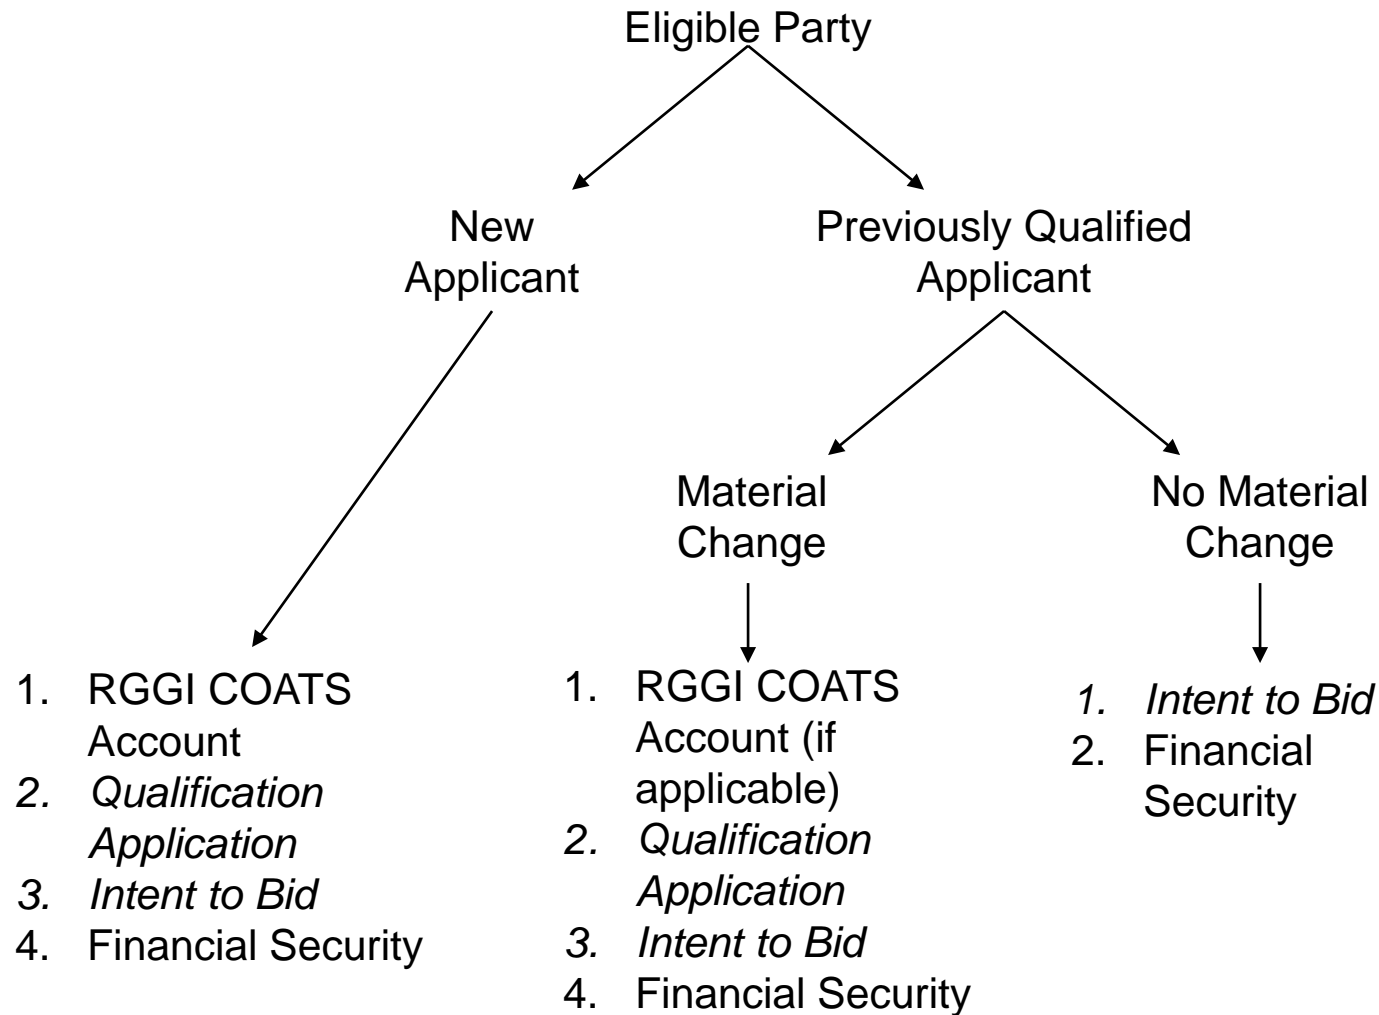 Eligible Party
New
Applicant
Previously Qualified
Applicant
Material
Change
No Material
Change
1. RGGI COATS
Account
2. Qualification
Application
3. Intent to Bid
4. Financial Security
1. RGGI COATS
Account (if
applicable)
2. Qualification
Application
3. Intent to Bid
4. Financial Security
1. Intent to Bid
2. Financial
Security